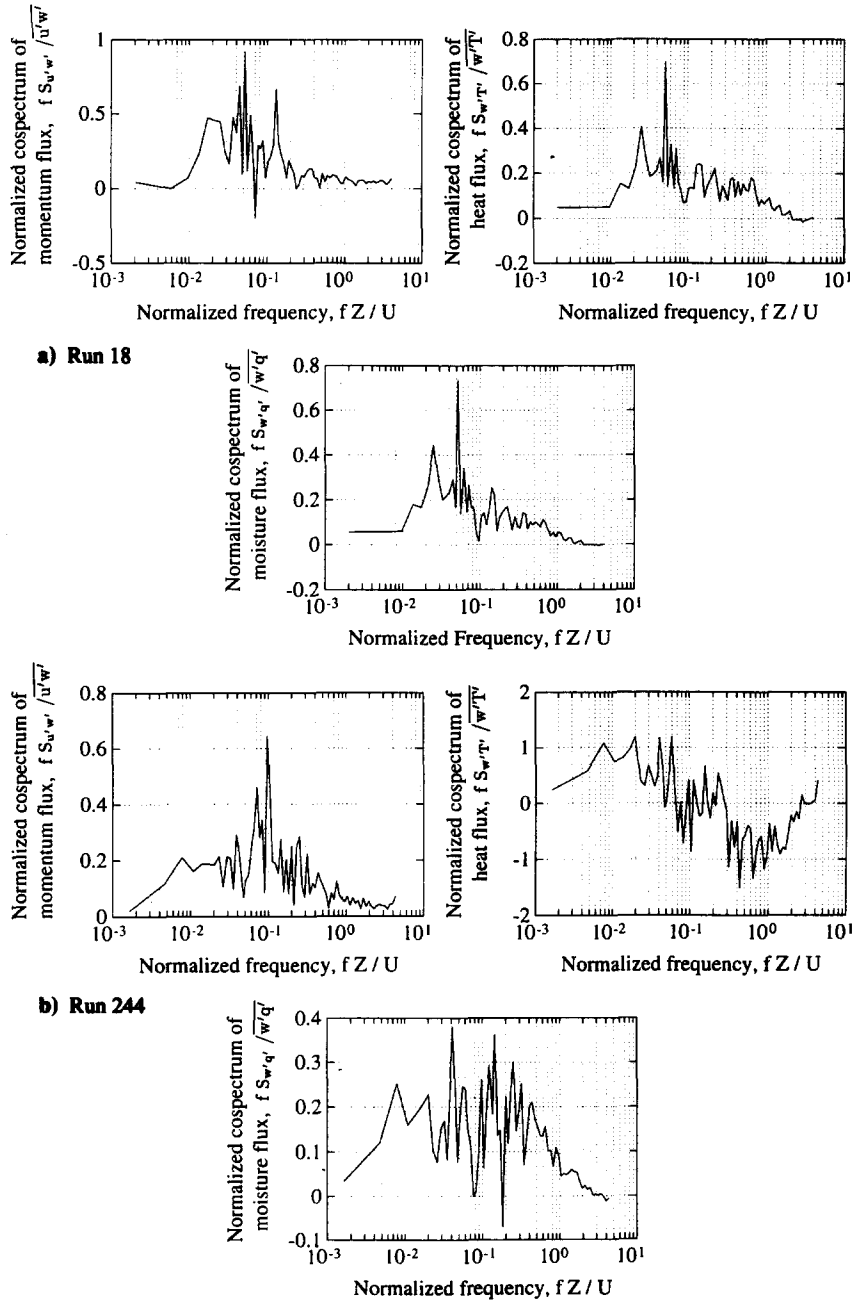 Normalized cospectrum of
momentum flux, f S_u'w' / u'w'
1
0.5
0
-0.5
10^-3 10^-2 10^-1 10^0 10^1
Normalized frequency, f Z / U
Normalized cospectrum of
heat flux, f S_w'T' / w'T'
0.8
0.6
0.4
0.2
0
-0.2
10^-3 10^-2 10^-1 10^0 10^1
Normalized frequency, f Z / U
a) Run 18
Normalized cospectrum of
moisture flux, f S_w'q' / w'q'
0.8
0.6
0.4
0.2
0
-0.2
10^-3 10^-2 10^-1 10^0 10^1
Normalized Frequency, f Z / U
Normalized cospectrum of
momentum flux, f S_u'w' / u'w'
0.8
0.6
0.4
0.2
0
10^-3 10^-2 10^-1 10^0 10^1
Normalized frequency, f Z / U
Normalized cospectrum of
heat flux, f S_w'T' / w'T'
2
1
0
-1
-2
10^-3 10^-2 10^-1 10^0 10^1
Normalized frequency, f Z / U
b) Run 244
Normalized cospectrum of
moisture flux, f S_w'q' / w'q'
0.4
0.3
0.2
0.1
0
-0.1
10^-3 10^-2 10^-1 10^0 10^1
Normalized frequency, f Z / U